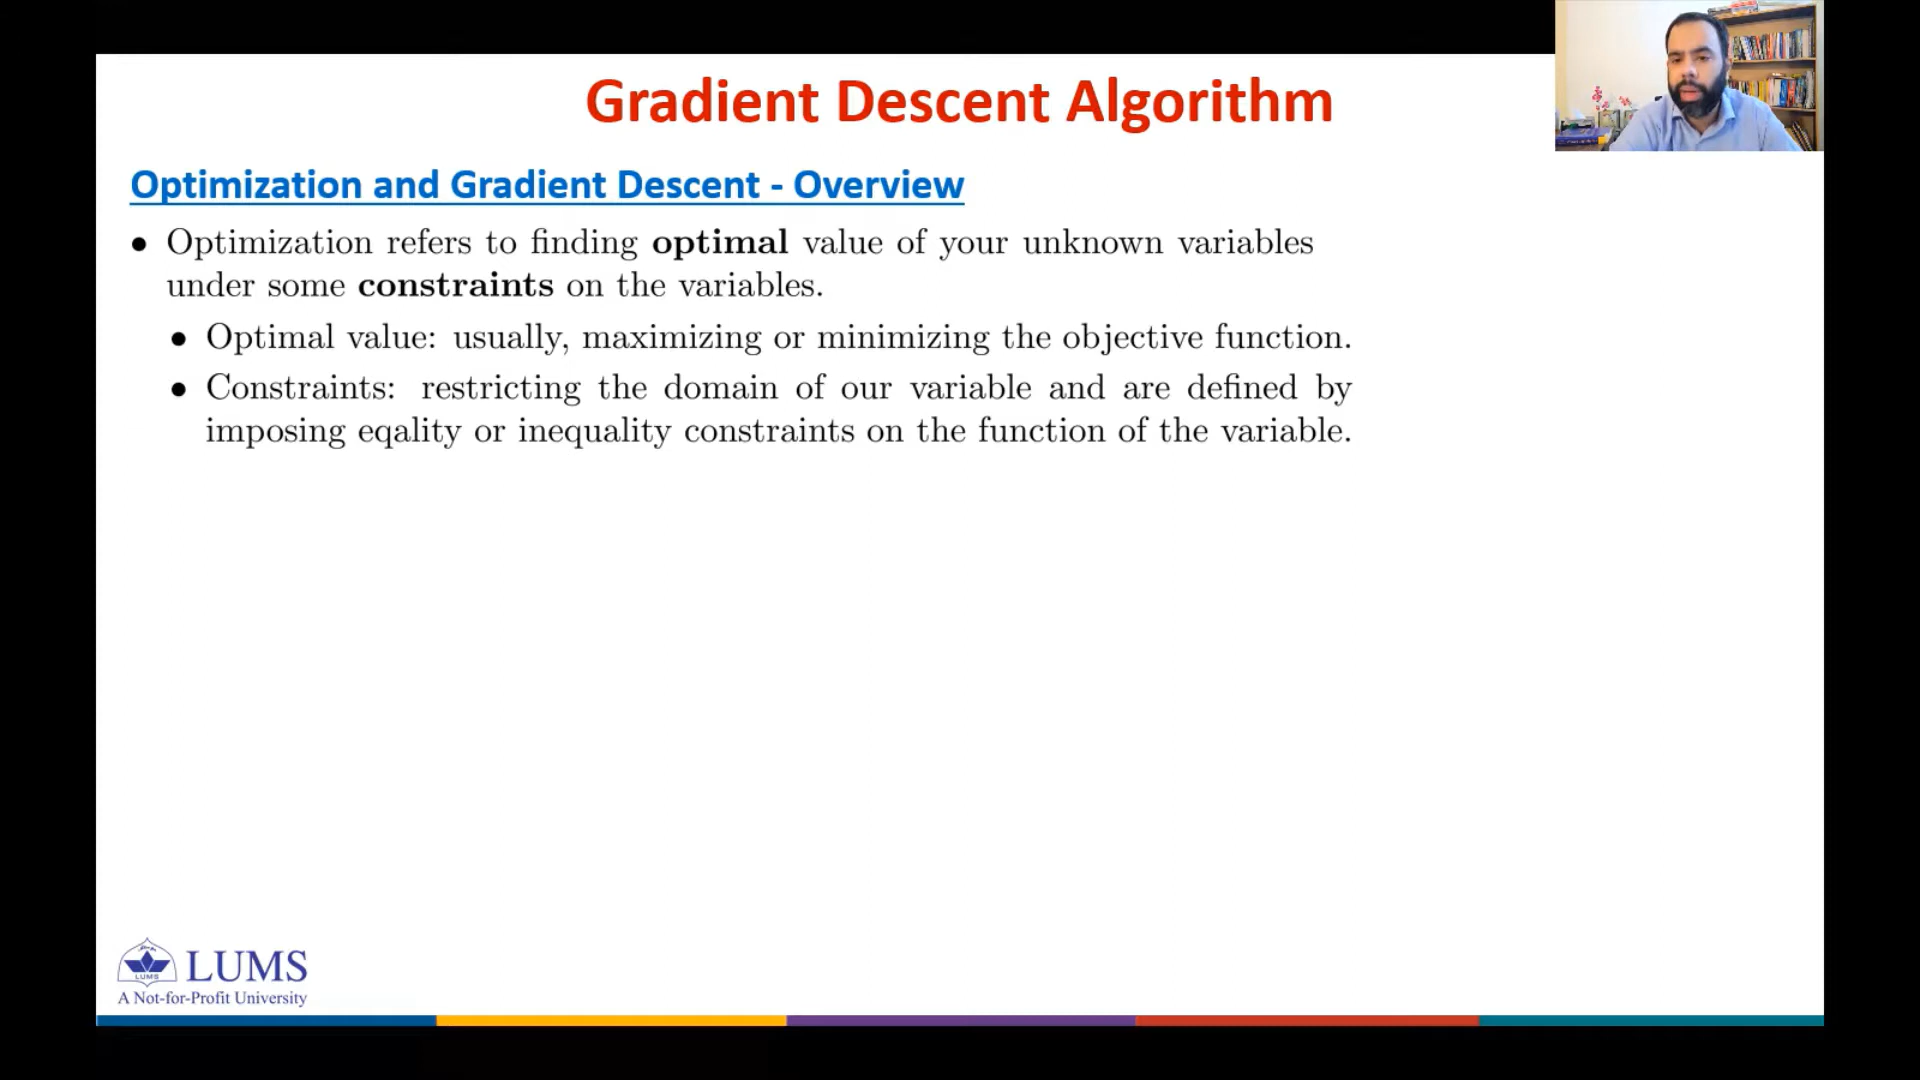 Gradient Descent Algorithm
Optimization and Gradient Descent - Overview
• Optimization refers to finding optimal value of your unknown variables
under some constraints on the variables.
• Optimal value: usually, maximizing or minimizing the objective function.
• Constraints: restricting the domain of our variable and are defined by
imposing eqality or inequality constraints on the function of the variable.
LUMS
LUMS
A Not-for-Profit University